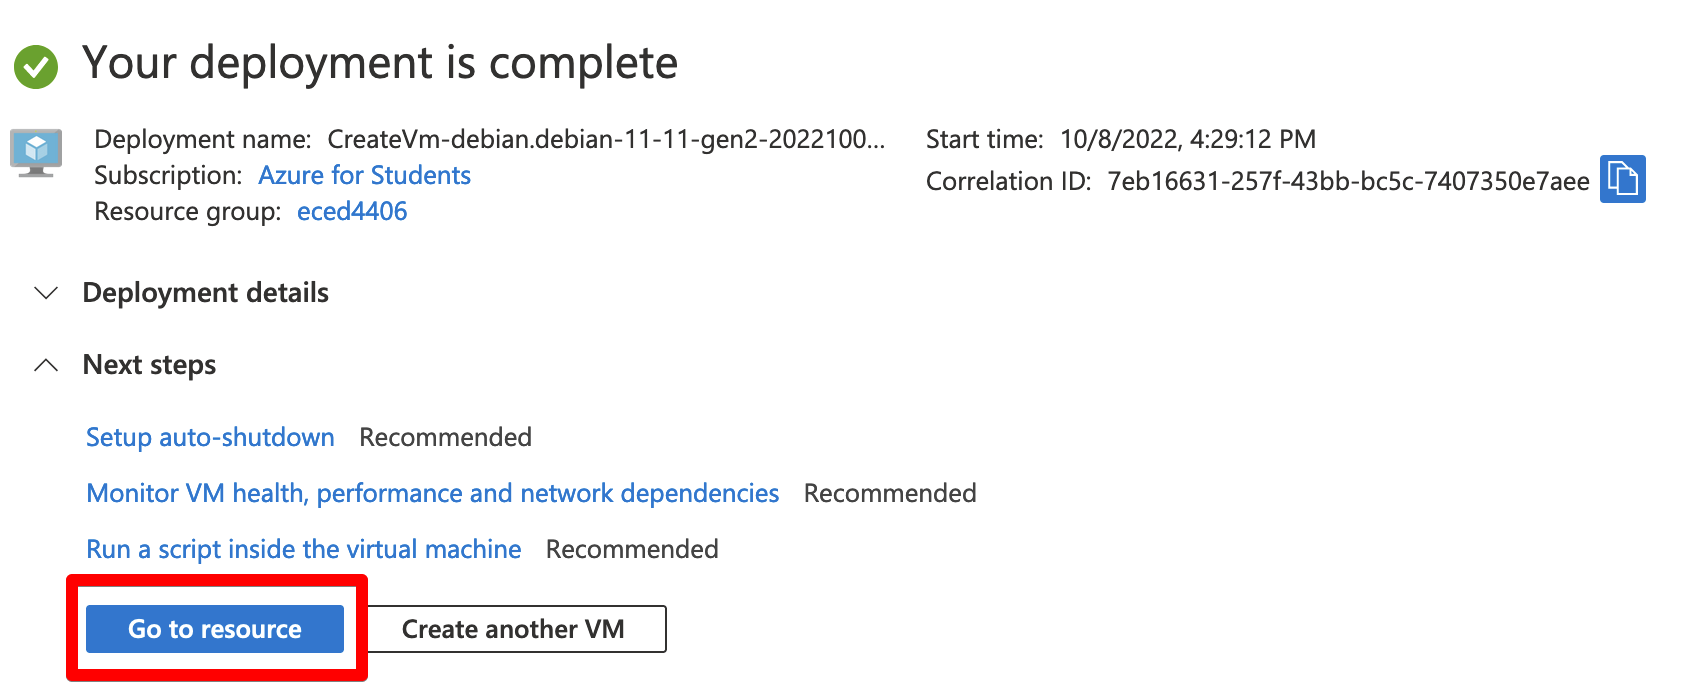 Your deployment is complete
Deployment name: CreateVm-debian.debian-11-11-gen2-2022100...
Subscription: Azure for Students
Resource group: eced4406
Start time: 10/8/2022, 4:29:12 PM
Correlation ID: 7eb16631-257f-43bb-bc5c-7407350e7aee
Deployment details
Next steps
Setup auto-shutdown Recommended
Monitor VM health, performance and network dependencies Recommended
Run a script inside the virtual machine Recommended
Go to resource Create another VM